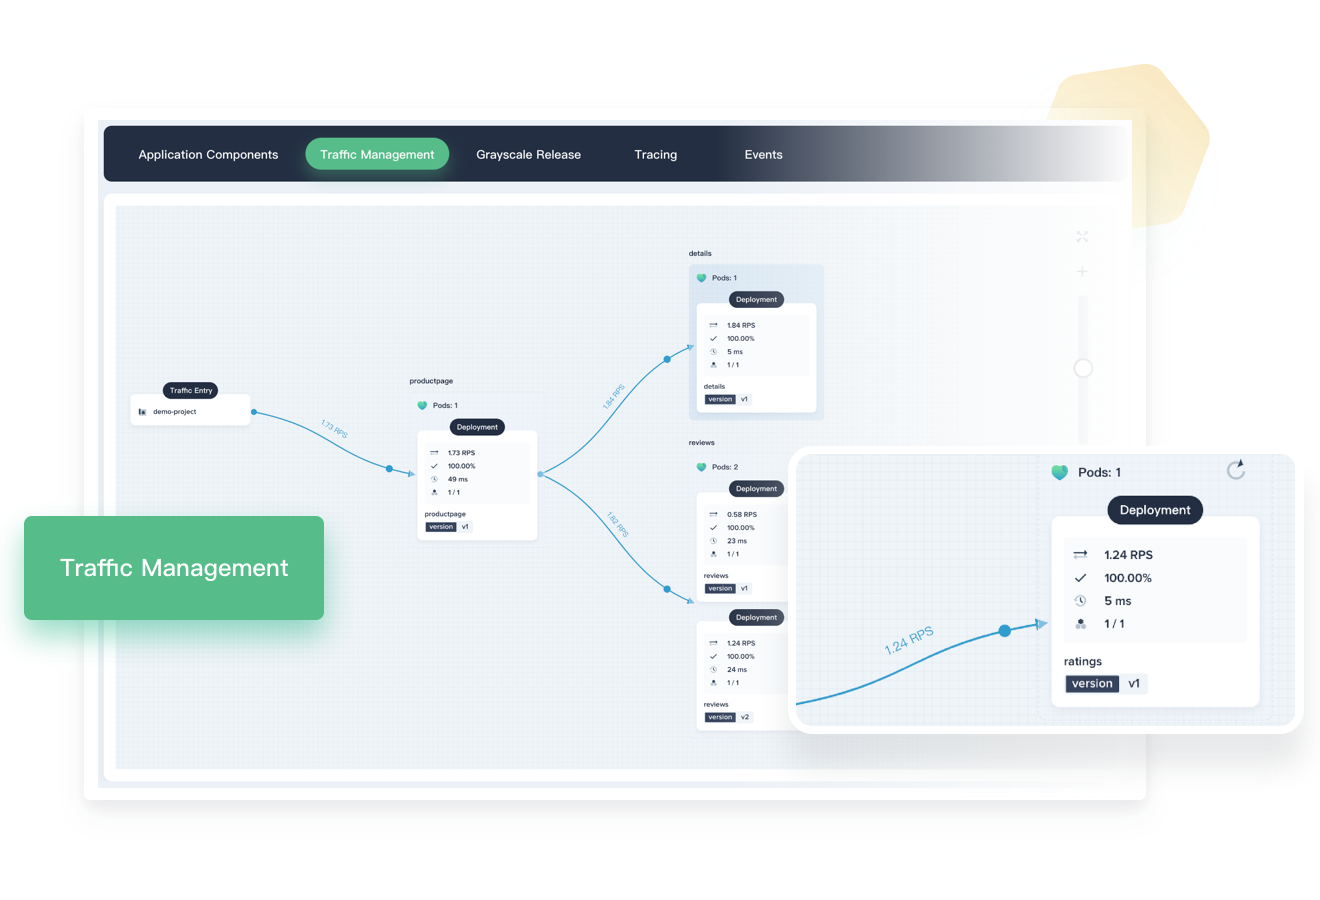 Application Components Traffic Management Grayscale Release Tracing Events
details
Pods: 1
Deployment
1.84 RPS
100.00%
5 ms
1 / 1
details
version v1
Traffic Entry
demo-project
1.73 RPS
productpage
Pods: 1
Deployment
1.73 RPS
100.00%
49 ms
1 / 1
productpage
version v1
1.84 RPS
1.82 RPS
reviews
Pods: 2
Deployment
0.58 RPS
100.00%
23 ms
1 / 1
reviews
version v1
Deployment
1.24 RPS
100.00%
24 ms
1 / 1
reviews
version v2
Traffic Management
Pods: 1
Deployment
1.24 RPS
100.00%
5 ms
1 / 1
ratings
version v1
1.24 RPS